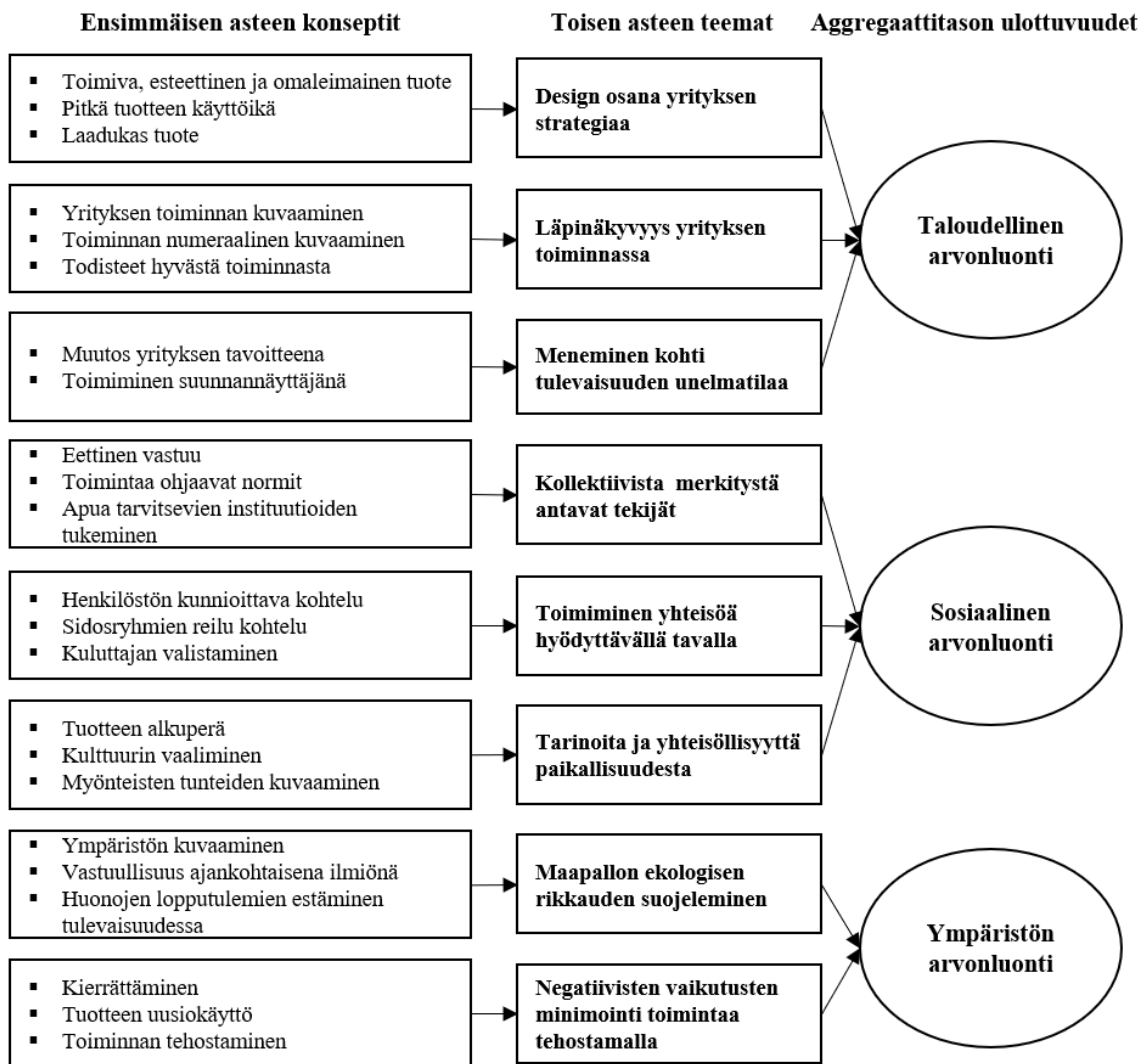 Ensimmäisen asteen konseptit
Toisen asteen teemat
Aggregaattitason ulottuvuudet
▪ Toimiva, esteettinen ja omaleimainen tuote
▪ Pitkä tuotteen käyttöikä
▪ Laadukas tuote
Design osana yrityksen
strategiaa
▪ Yrityksen toiminnan kuvaaminen
▪ Toiminnan numeraalinen kuvaaminen
▪ Todisteet hyvästä toiminnasta
Läpinäkyvyys yrityksen
toiminnassa
▪ Muutos yrityksen tavoitteena
▪ Toimiminen suunnannäyttäjänä
Meneminen kohti
tulevaisuuden unelmatilaa
Taloudellinen
arvonluonti
▪ Eettinen vastuu
▪ Toimintaa ohjaavat normit
▪ Apua tarvitsevien instituutioiden
tukeminen
Kollektiivista merkitystä
antavat tekijät
▪ Henkilöstön kunnioittava kohtelu
▪ Sidosryhmien reilu kohtelu
▪ Kuluttajan valistaminen
Toimiminen yhteisöä
hyödyttävällä tavalla
▪ Tuotteen alkuperä
▪ Kulttuurin vaaliminen
▪ Myönteisten tunteiden kuvaaminen
Tarinoita ja yhteisöllisyyttä
paikallisuudesta
Sosiaalinen
arvonluonti
▪ Ympäristön kuvaaminen
▪ Vastuullisuus ajankohtaisena ilmiönä
▪ Huonojen lopputulemien estäminen
tulevaisuudessa
Maapallon ekologisen
rikkauden suojeleminen
▪ Kierrättäminen
▪ Tuotteen uusiokäyttö
▪ Toiminnan tehostaminen
Negatiivisten vaikutusten
minimointi toimintaa
tehostamalla
Ympäristön
arvonluonti